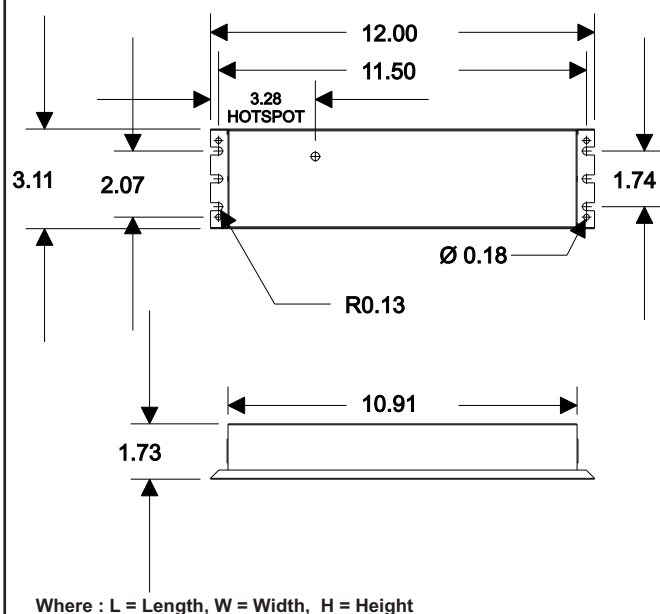 12.00
11.50
3.28
HOTSPOT
3.11
2.07
1.74
Ø 0.18
R0.13
10.91
1.73
Where : L = Length, W = Width, H = Height